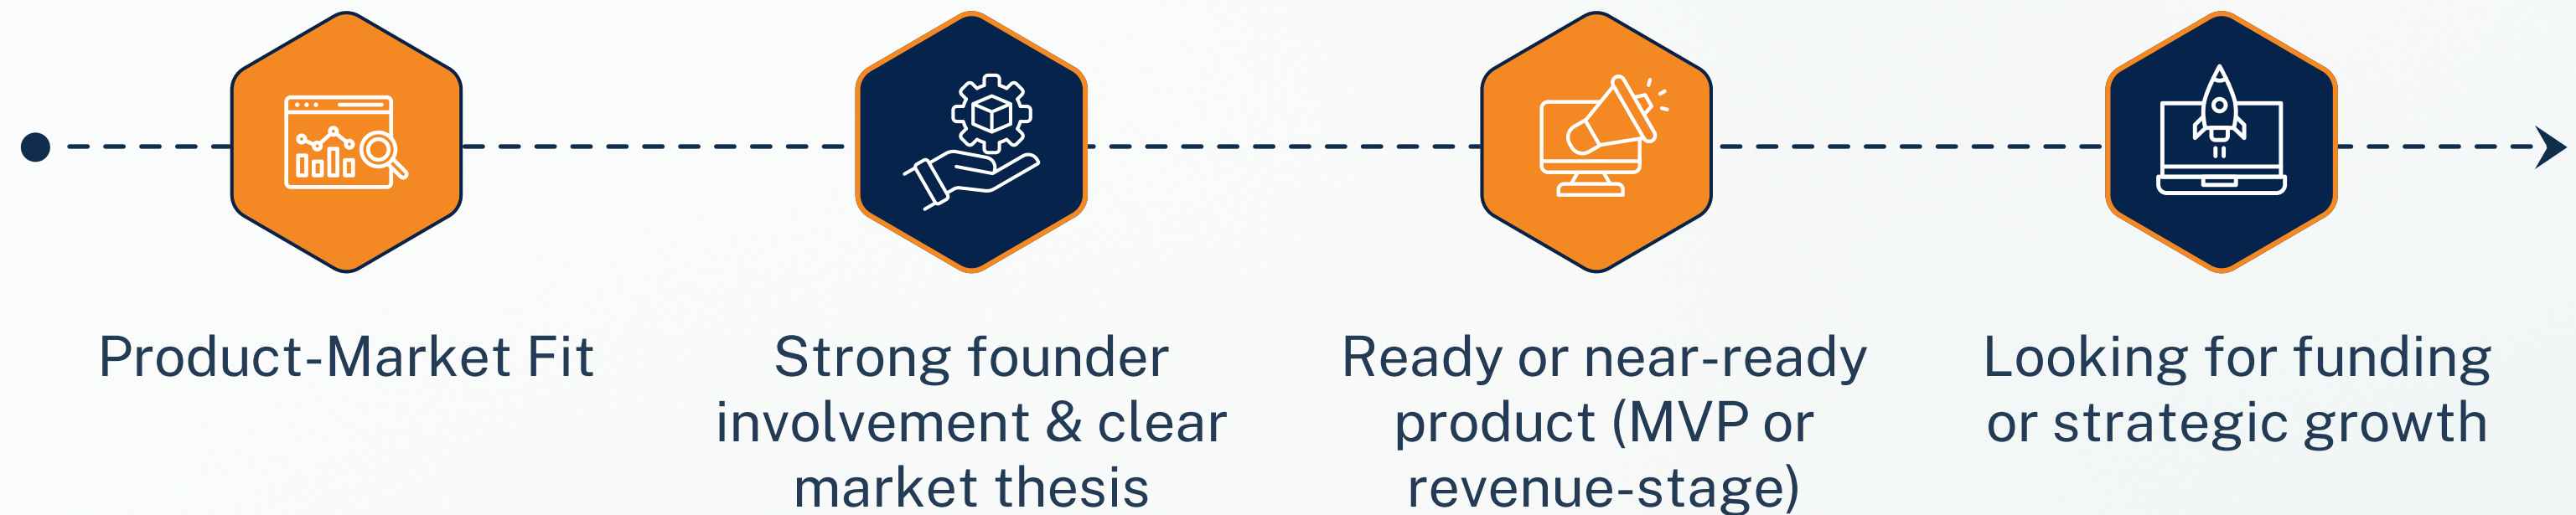 Product-Market Fit
Strong founder
involvement & clear
market thesis
Ready or near-ready
product (MVP or
revenue-stage)
Looking for funding
or strategic growth